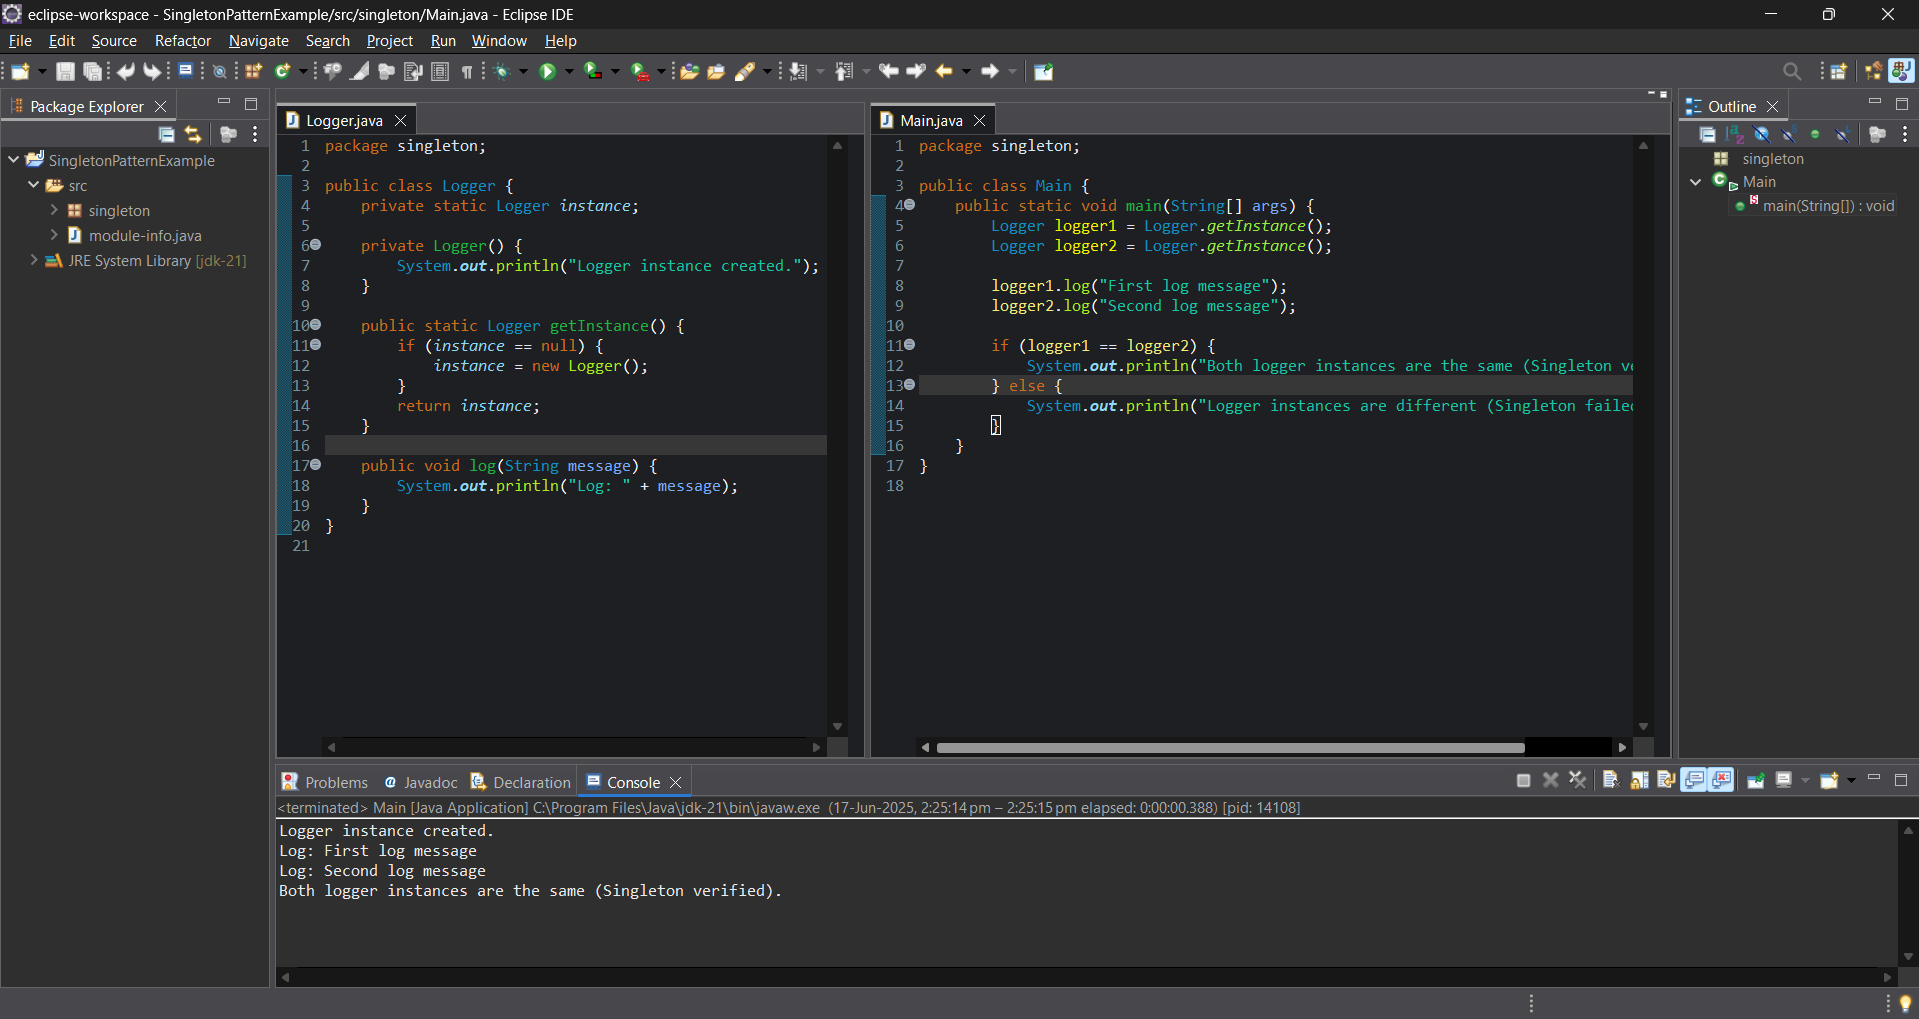 eclipse-workspace - SingletonPatternExample/src/singleton/Main.java - Eclipse IDE
File Edit Source Refactor Navigate Search Project Run Window Help
Package Explorer
SingletonPatternExample
src
singleton
module-info.java
JRE System Library [jdk-21]
Logger.java
1 package singleton;
2
3 public class Logger {
4     private static Logger instance;
5
6     private Logger() {
7         System.out.println("Logger instance created.");
8     }
9
10     public static Logger getInstance() {
11         if (instance == null) {
12             instance = new Logger();
13         }
14         return instance;
15     }
16
17     public void log(String message) {
18         System.out.println("Log: " + message);
19     }
20 }
21
Main.java
1 package singleton;
2
3 public class Main {
4     public static void main(String[] args) {
5         Logger logger1 = Logger.getInstance();
6         Logger logger2 = Logger.getInstance();
7
8         logger1.log("First log message");
9         logger2.log("Second log message");
10
11         if (logger1 == logger2) {
12             System.out.println("Both logger instances are the same (Singleton v
13         } else {
14             System.out.println("Logger instances are different (Singleton faile
15         }
16     }
17 }
18
Outline
singleton
Main
main(String[]) : void
Problems Javadoc Declaration Console
<terminated> Main [Java Application] C:\Program Files\Java\jdk-21\bin\javaw.exe (17-Jun-2025, 2:25:14 pm – 2:25:15 pm elapsed: 0:00:00.388) [pid: 14108]
Logger instance created.
Log: First log message
Log: Second log message
Both logger instances are the same (Singleton verified).